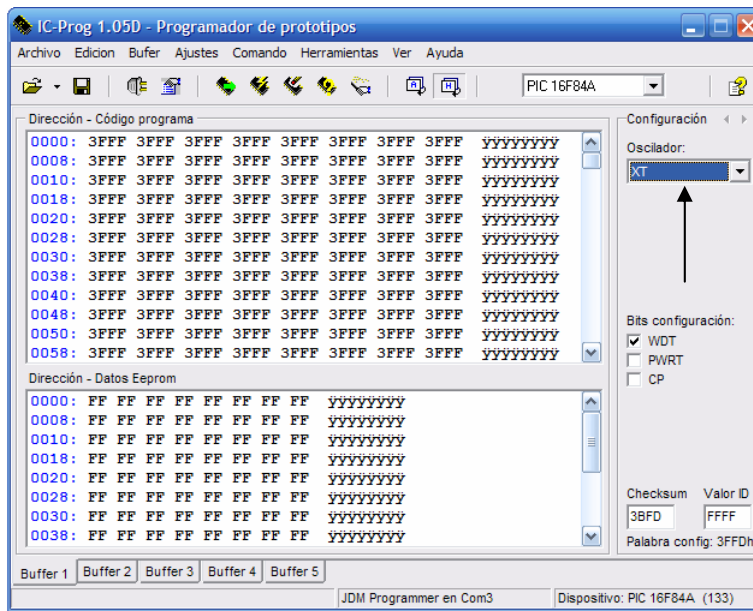 IC-Prog 1.05D - Programador de prototipos
Archivo Edicion Bufer Ajustes Comando Herramientas Ver Ayuda
PIC 16F84A
Dirección - Código programa
0000: 3FFF 3FFF 3FFF 3FFF 3FFF 3FFF 3FFF 3FFF ÿÿÿÿÿÿÿÿ
0008: 3FFF 3FFF 3FFF 3FFF 3FFF 3FFF 3FFF 3FFF ÿÿÿÿÿÿÿÿ
0010: 3FFF 3FFF 3FFF 3FFF 3FFF 3FFF 3FFF 3FFF ÿÿÿÿÿÿÿÿ
0018: 3FFF 3FFF 3FFF 3FFF 3FFF 3FFF 3FFF 3FFF ÿÿÿÿÿÿÿÿ
0020: 3FFF 3FFF 3FFF 3FFF 3FFF 3FFF 3FFF 3FFF ÿÿÿÿÿÿÿÿ
0028: 3FFF 3FFF 3FFF 3FFF 3FFF 3FFF 3FFF 3FFF ÿÿÿÿÿÿÿÿ
0030: 3FFF 3FFF 3FFF 3FFF 3FFF 3FFF 3FFF 3FFF ÿÿÿÿÿÿÿÿ
0038: 3FFF 3FFF 3FFF 3FFF 3FFF 3FFF 3FFF 3FFF ÿÿÿÿÿÿÿÿ
0040: 3FFF 3FFF 3FFF 3FFF 3FFF 3FFF 3FFF 3FFF ÿÿÿÿÿÿÿÿ
0048: 3FFF 3FFF 3FFF 3FFF 3FFF 3FFF 3FFF 3FFF ÿÿÿÿÿÿÿÿ
0050: 3FFF 3FFF 3FFF 3FFF 3FFF 3FFF 3FFF 3FFF ÿÿÿÿÿÿÿÿ
0058: 3FFF 3FFF 3FFF 3FFF 3FFF 3FFF 3FFF 3FFF ÿÿÿÿÿÿÿÿ
Dirección - Datos Eeprom
0000: FF FF FF FF FF FF FF FF ÿÿÿÿÿÿÿÿ
0008: FF FF FF FF FF FF FF FF ÿÿÿÿÿÿÿÿ
0010: FF FF FF FF FF FF FF FF ÿÿÿÿÿÿÿÿ
0018: FF FF FF FF FF FF FF FF ÿÿÿÿÿÿÿÿ
0020: FF FF FF FF FF FF FF FF ÿÿÿÿÿÿÿÿ
0028: FF FF FF FF FF FF FF FF ÿÿÿÿÿÿÿÿ
0030: FF FF FF FF FF FF FF FF ÿÿÿÿÿÿÿÿ
0038: FF FF FF FF FF FF FF FF ÿÿÿÿÿÿÿÿ
Configuración
Oscilador:
XT
Bits configuración:
WDT
PWRT
CP
Checksum Valor ID
3BFD FFFF
Palabra config: 3FFDh
Buffer 1 Buffer 2 Buffer 3 Buffer 4 Buffer 5
JDM Programmer en Com3 Dispositivo: PIC 16F84A (133)